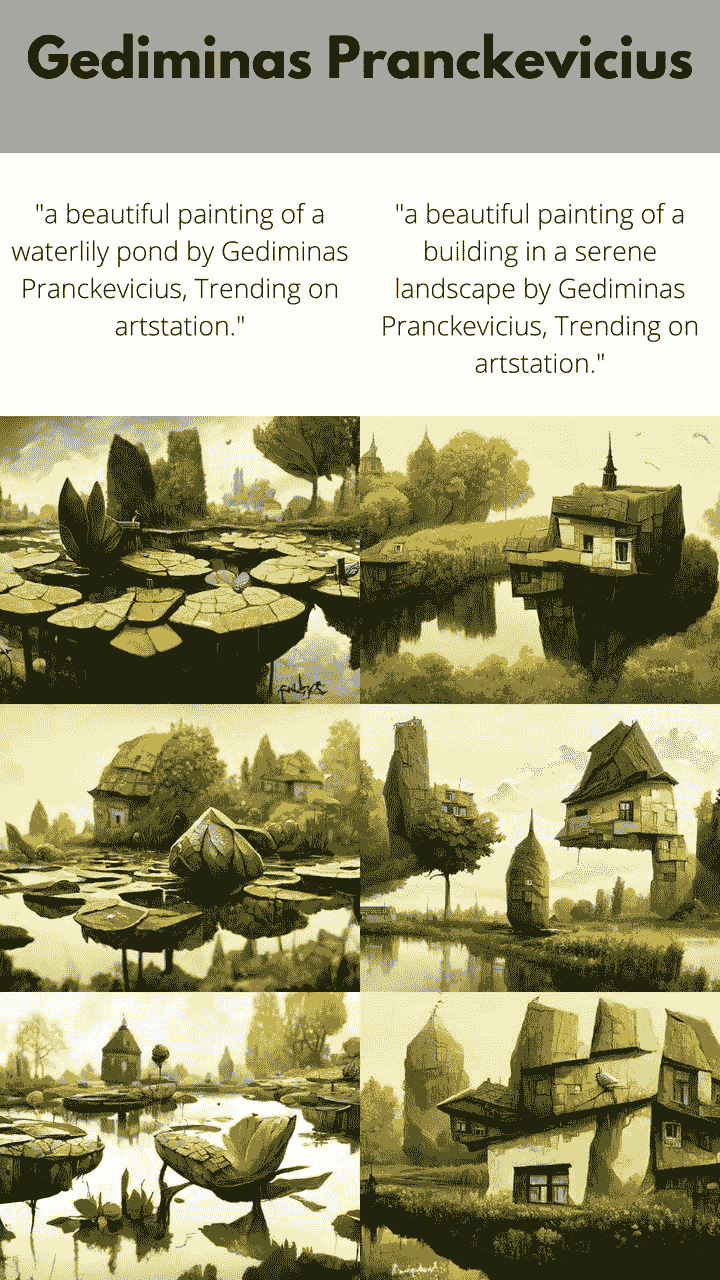 Gediminas Pranckevicius
"a beautiful painting of a
waterlily pond by Gediminas
Pranckevicius, Trending on
artstation."
"a beautiful painting of a
building in a serene
landscape by Gediminas
Pranckevicius, Trending on
artstation."